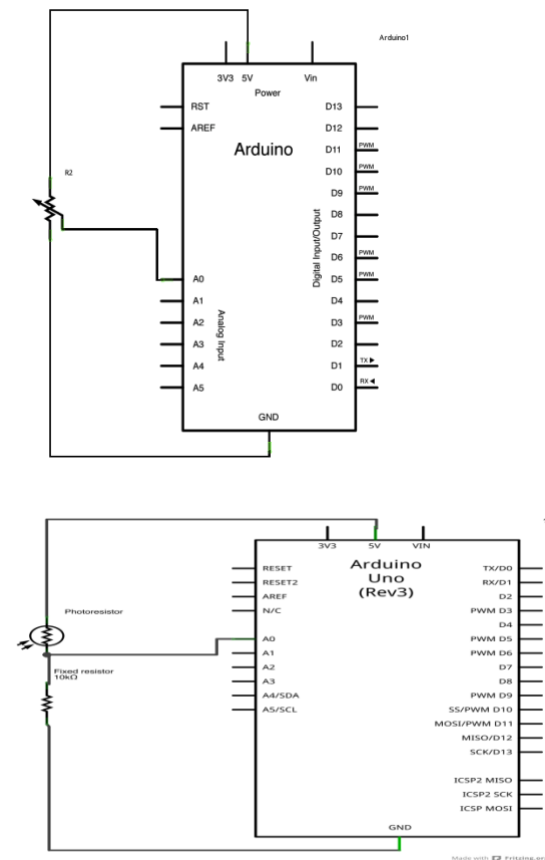 Arduino1
3V3 5V Vin
Power
RST D13
AREF D12
Arduino
D11 PWM
D10 PWM
R2
D9 PWM
D8
D7
Digital Input/Output
D6 PWM
A0 D5 PWM
A1 D4
A2 D3 PWM
Analog Input
A3 D2
A4 D1 TX
A5 D0 RX
GND
3V3 5V VIN
Arduino
Uno
(Rev3)
RESET TX/D0
RESET2 RX/D1
AREF D2
N/C PWM D3
Photoresistor
D4
A0 PWM D5
A1 PWM D6
A2 D7
Fixed resistor
10kΩ
A3 D8
A4/SDA PWM D9
A5/SCL SS/PWM D10
MOSI/PWM D11
MISO/D12
SCK/D13
ICSP2 MISO
ICSP2 SCK
ICSP MOSI
GND
Made with Fritzing.or